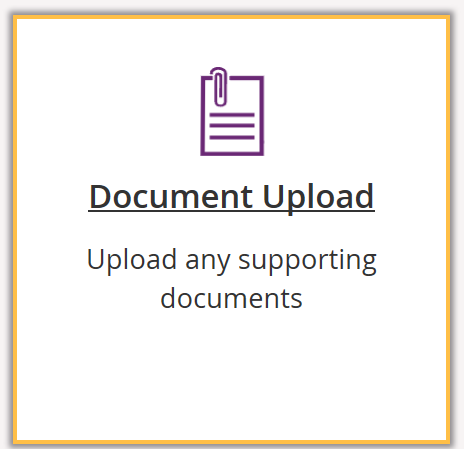 Document Upload
Upload any supporting
documents